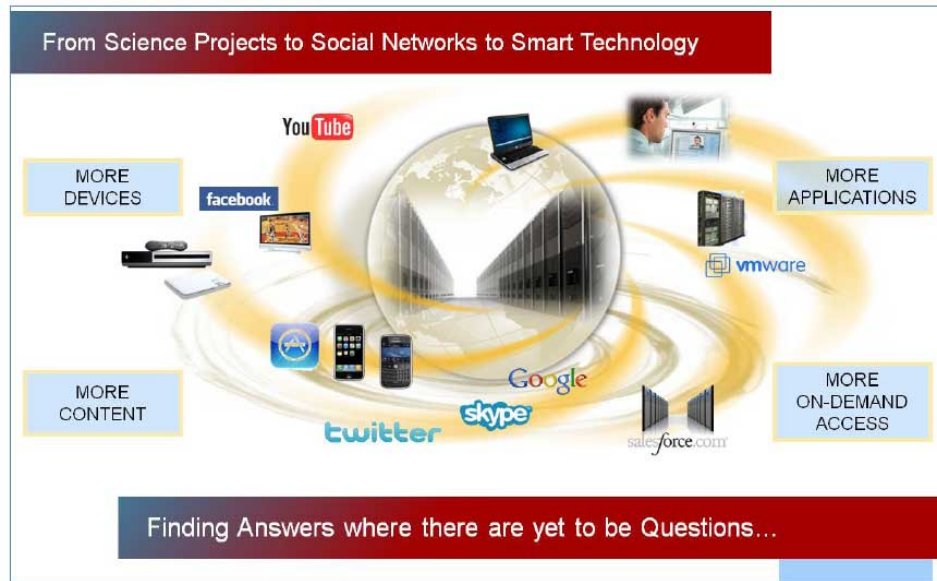 From Science Projects to Social Networks to Smart Technology
YouTube
MORE
DEVICES
facebook
MORE
APPLICATIONS
vmware
MORE
CONTENT
Google
skype
twitter
salesforce.com
MORE
ON-DEMAND
ACCESS
Finding Answers where there are yet to be Questions...